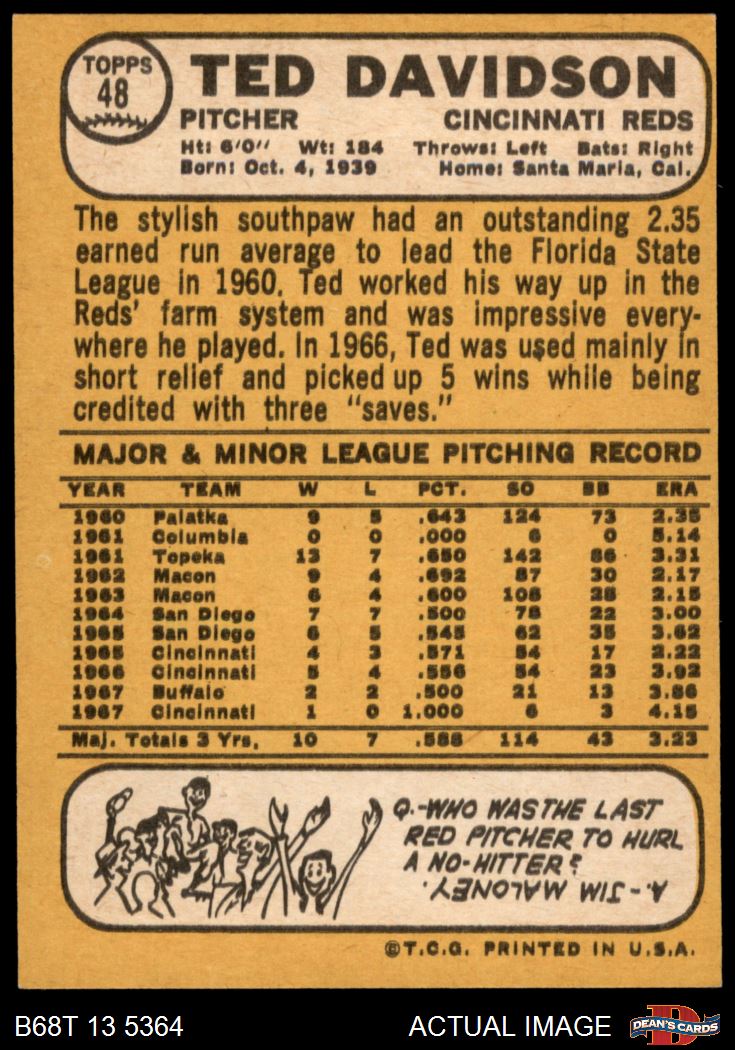 TOPPS
48
TED DAVIDSON
PITCHER CINCINNATI REDS
Ht: 6'0" Wt: 184 Throws: Left Bats: Right
Born: Oct. 4, 1939 Home: Santa Maria, Cal.
The stylish southpaw had an outstanding 2.35
earned run average to lead the Florida State
League in 1960. Ted worked his way up in the
Reds' farm system and was impressive every-
where he played. In 1966, Ted was used mainly in
short relief and picked up 5 wins while being
credited with three "saves."
MAJOR & MINOR LEAGUE PITCHING RECORD
YEAR TEAM W L PCT. SO BB ERA
1960 Palatka 9 5 .643 124 73 2.35
1961 Columbia 0 0 .000 6 0 5.14
1961 Topeka 13 7 .650 142 86 3.31
1962 Macon 9 4 .692 87 30 2.17
1963 Macon 6 4 .600 108 28 2.15
1964 San Diego 7 7 .500 78 22 3.00
1965 San Diego 6 5 .545 62 35 3.62
1965 Cincinnati 4 3 .571 54 17 2.22
1966 Cincinnati 5 4 .556 54 23 3.92
1967 Buffalo 2 2 .500 21 13 3.86
1967 Cincinnati 1 0 1.000 6 3 4.15
Maj. Totals 3 Yrs. 10 7 .588 114 43 3.23
Q.-WHO WAS THE LAST
RED PITCHER TO HURL
A NO-HITTER?
A.-JIM MALONEY.
©T.C.G. PRINTED IN U.S.A.
B68T 13 5364 ACTUAL IMAGE
D
DEAN'S CARDS